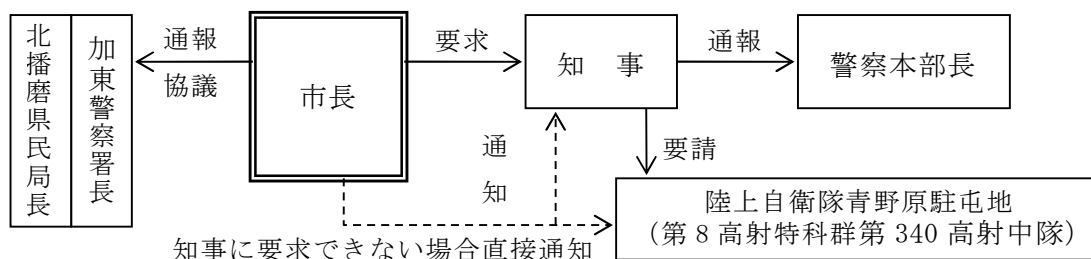 北播磨県民局長
加東警察署長
通報
協議
市長
要求
知 事
通報
警察本部長
通知
要請
陸上自衛隊青野原駐屯地
(第 8 高射特科群第 340 高射中隊)
知事に要求できない場合直接通知